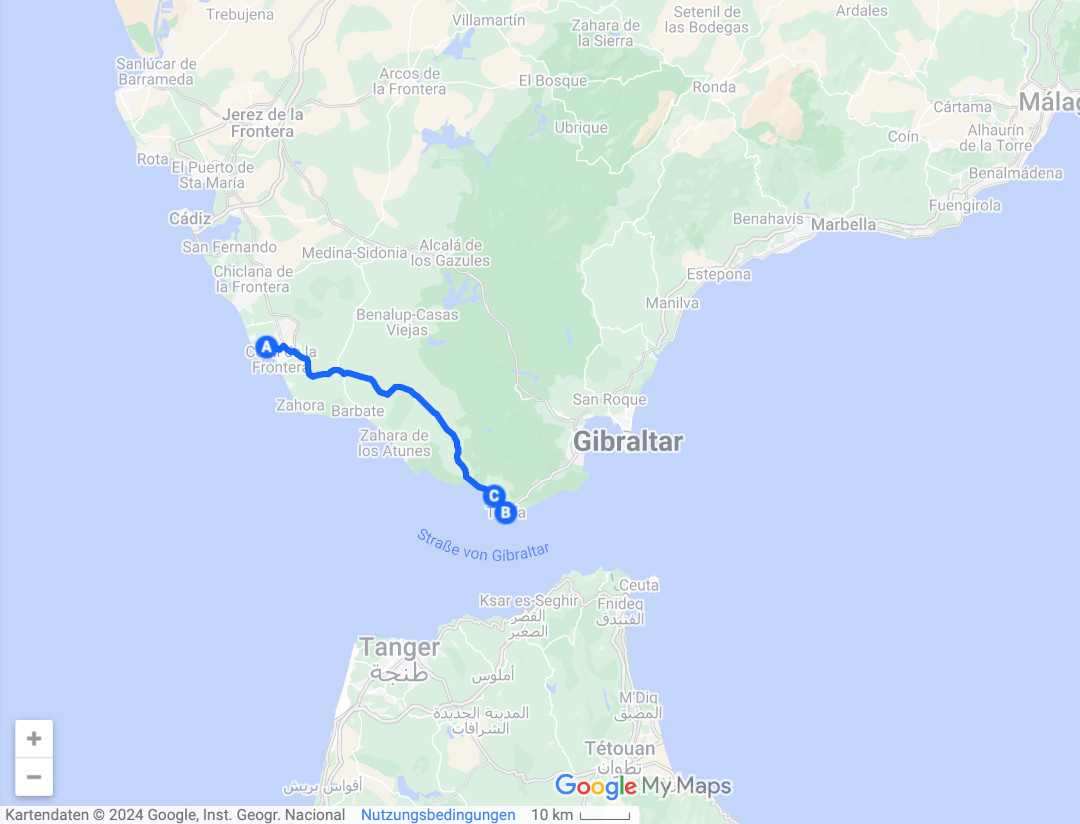 Trebujena
Villamartín
Zahara de
la Sierra
Setenil de
las Bodegas
Ardales
Sanlúcar de
Barrameda
Arcos de
la Frontera
El Bosque
Ronda
Cártama
Jerez de la
Frontera
Ubrique
Coín
Alhaurín
de la Torre
Rota
El Puerto de
Sta María
Benalmádena
Cádiz
Benahavís
Marbella
Fuengirola
San Fernando
Medina-Sidonia
Alcalá de
los Gazules
Chiclana de
la Frontera
Estepona
Manilva
Benalup-Casas
Viejas
A
la
Frontera
Zahora
Barbate
San Roque
Zahara de
los Atunes
Gibraltar
C
B
Straße von Gibraltar
Ceuta
Ksar es-Seghir
القصر
الصغير
Fnideq
الفنيدق
Tanger
طنجة
أملوس
M'Diq
المضيق
المدينة الجديدة
الشرافات
Tétouan
تطوان
أقواس بريش
Google My Maps
+
−
Kartendaten © 2024 Google, Inst. Geogr. Nacional Nutzungsbedingungen 10 km